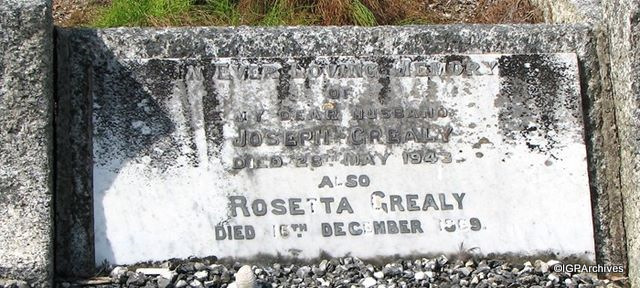 IN EVER LOVING MEMORY
OF
MY DEAR HUSBAND
JOSEPH GREALY
DIED 28TH MAY 1943
ALSO
ROSETTA GREALY
DIED 16TH DECEMBER
©IGPArchives